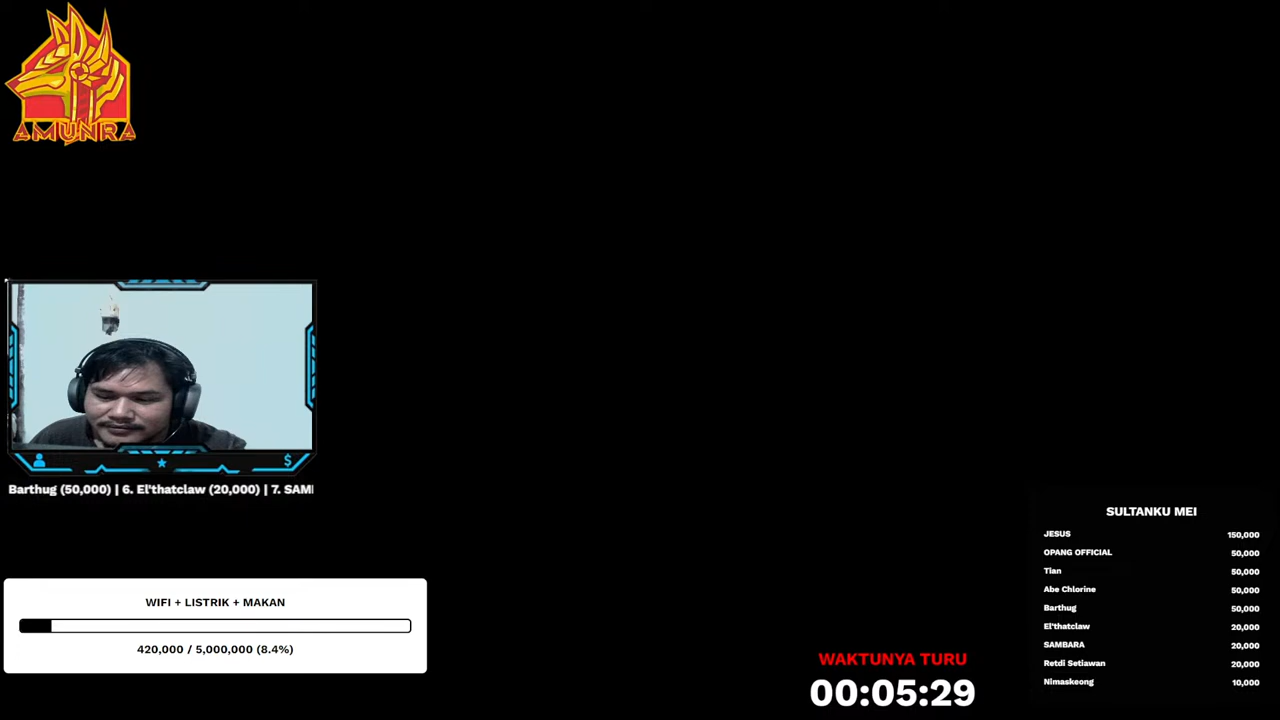 AMUNRA
Barthug (50,000) | 6. El'thatclaw (20,000) | 7. SAM
WIFI + LISTRIK + MAKAN
420,000 / 5,000,000 (8.4%)
WAKTUNYA TURU
00:05:29
SULTANKU MEI
JESUS 150,000
OPANG OFFICIAL 50,000
Tian 50,000
Abe Chlorine 50,000
Barthug 50,000
El'thatclaw 20,000
SAMBARA 20,000
Retdi Setiawan 20,000
Nimaskeong 10,000